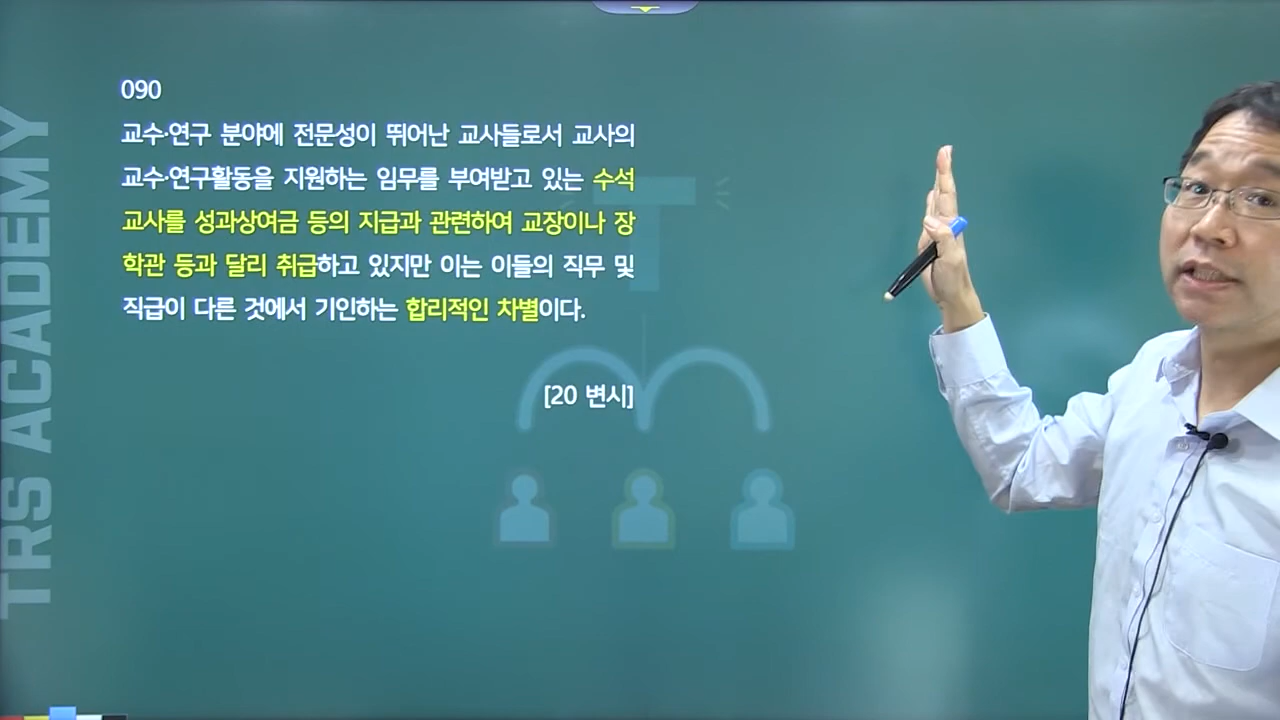 090
교수·연구 분야에 전문성이 뛰어난 교사들로서 교사의
교수·연구활동을 지원하는 임무를 부여받고 있는 수석
교사를 성과상여금 등의 지급과 관련하여 교장이나 장
학관 등과 달리 취급하고 있지만 이는 이들의 직무 및
직급이 다른 것에서 기인하는 합리적인 차별이다.
[20 변시]
TRS ACADEMY